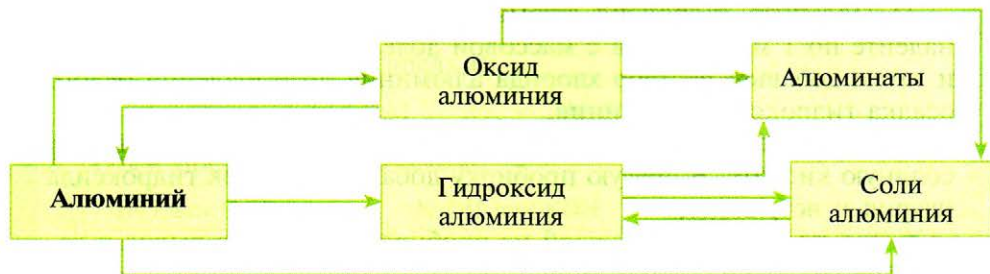 Оксид
алюминия
Алюминаты
Алюминий
Гидроксид
алюминия
Соли
алюминия